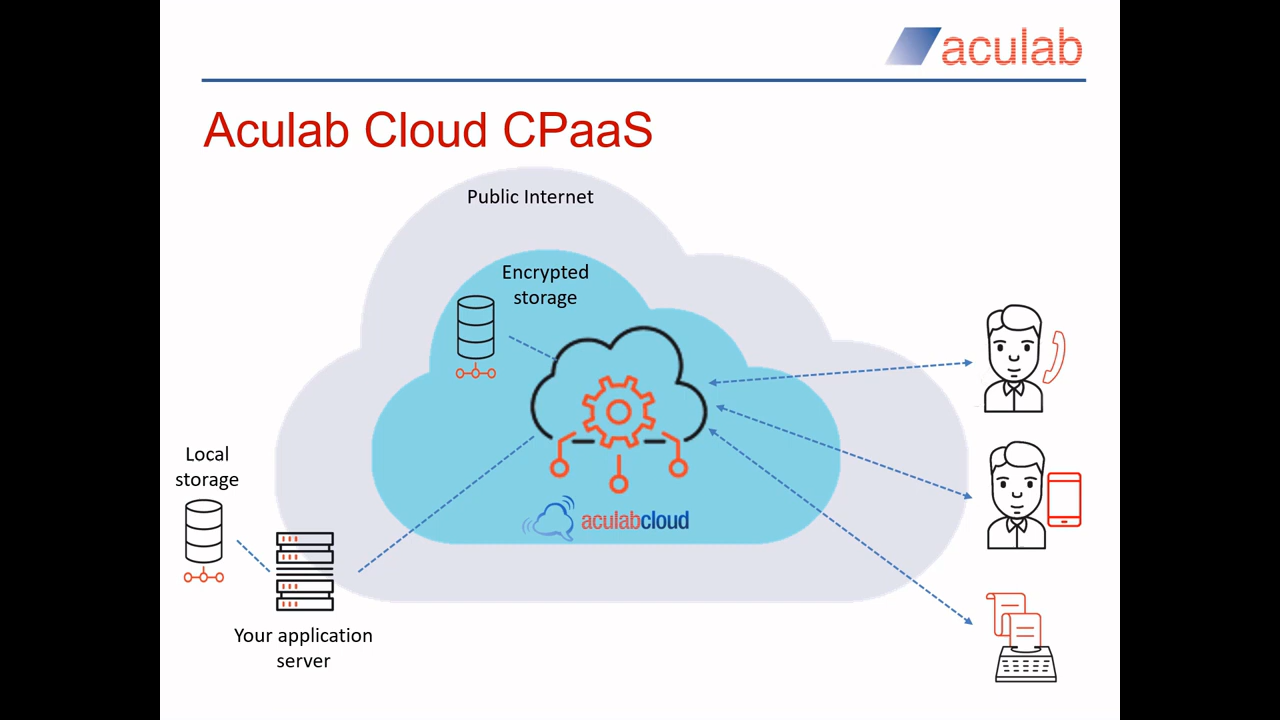 aculab
Aculab Cloud CPaaS
Public Internet
Encrypted
storage
aculabcloud
Local
storage
Your application
server